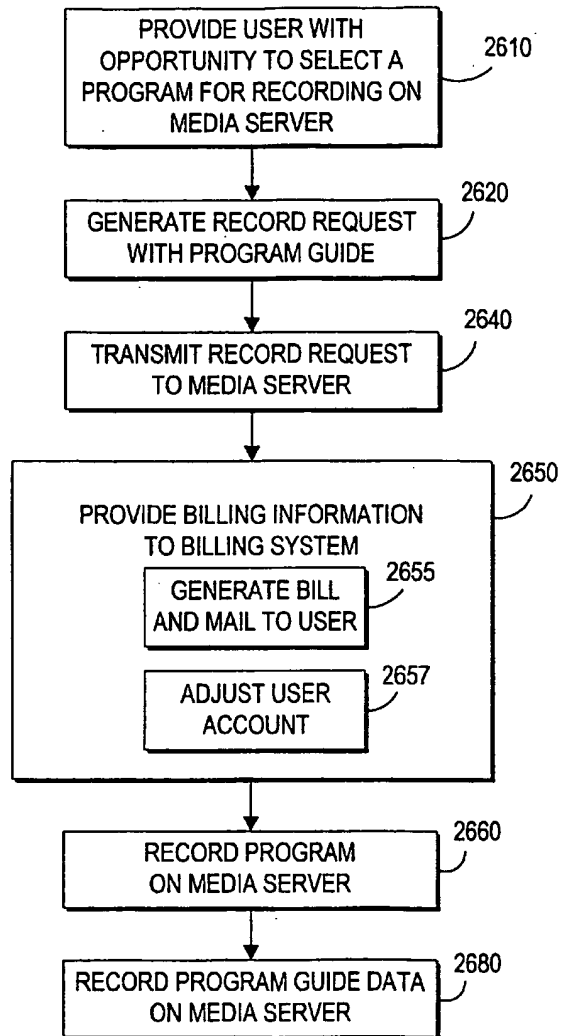 PROVIDE USER WITH
OPPORTUNITY TO SELECT A
PROGRAM FOR RECORDING ON
MEDIA SERVER
2610
GENERATE RECORD REQUEST
WITH PROGRAM GUIDE
2620
TRANSMIT RECORD REQUEST
TO MEDIA SERVER
2640
PROVIDE BILLING INFORMATION
TO BILLING SYSTEM
2650
GENERATE BILL
AND MAIL TO USER
2655
ADJUST USER
ACCOUNT
2657
RECORD PROGRAM
ON MEDIA SERVER
2660
RECORD PROGRAM GUIDE DATA
ON MEDIA SERVER
2680